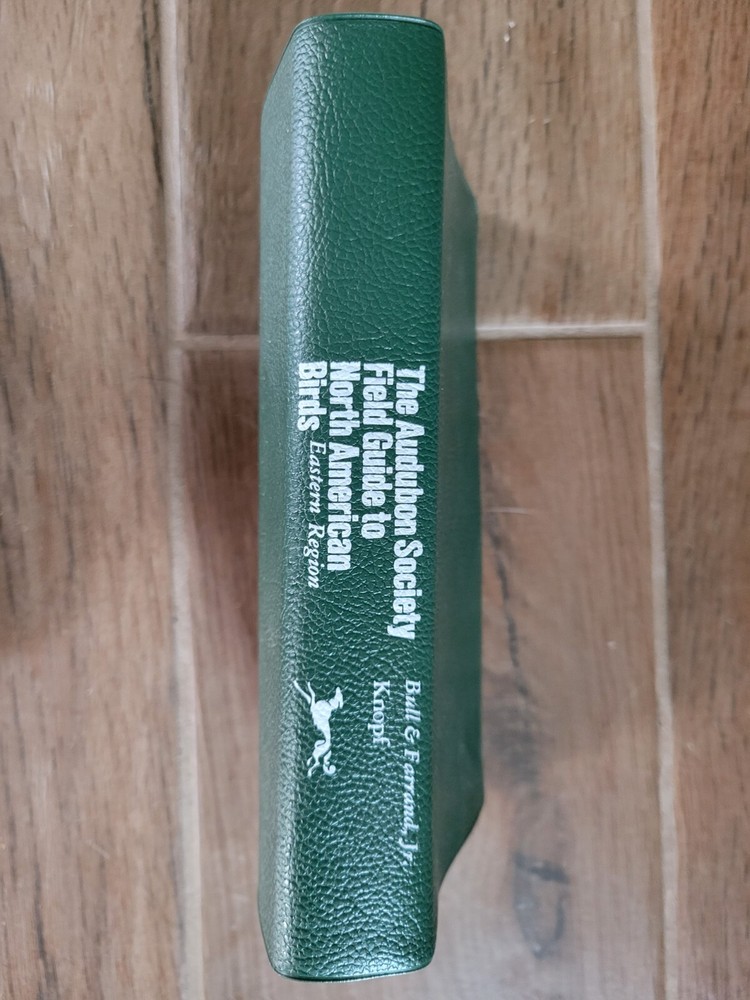 The Audubon Society
Field Guide to
North American
Birds Eastern Region
Bull & Farrand, Jr.
Knopf